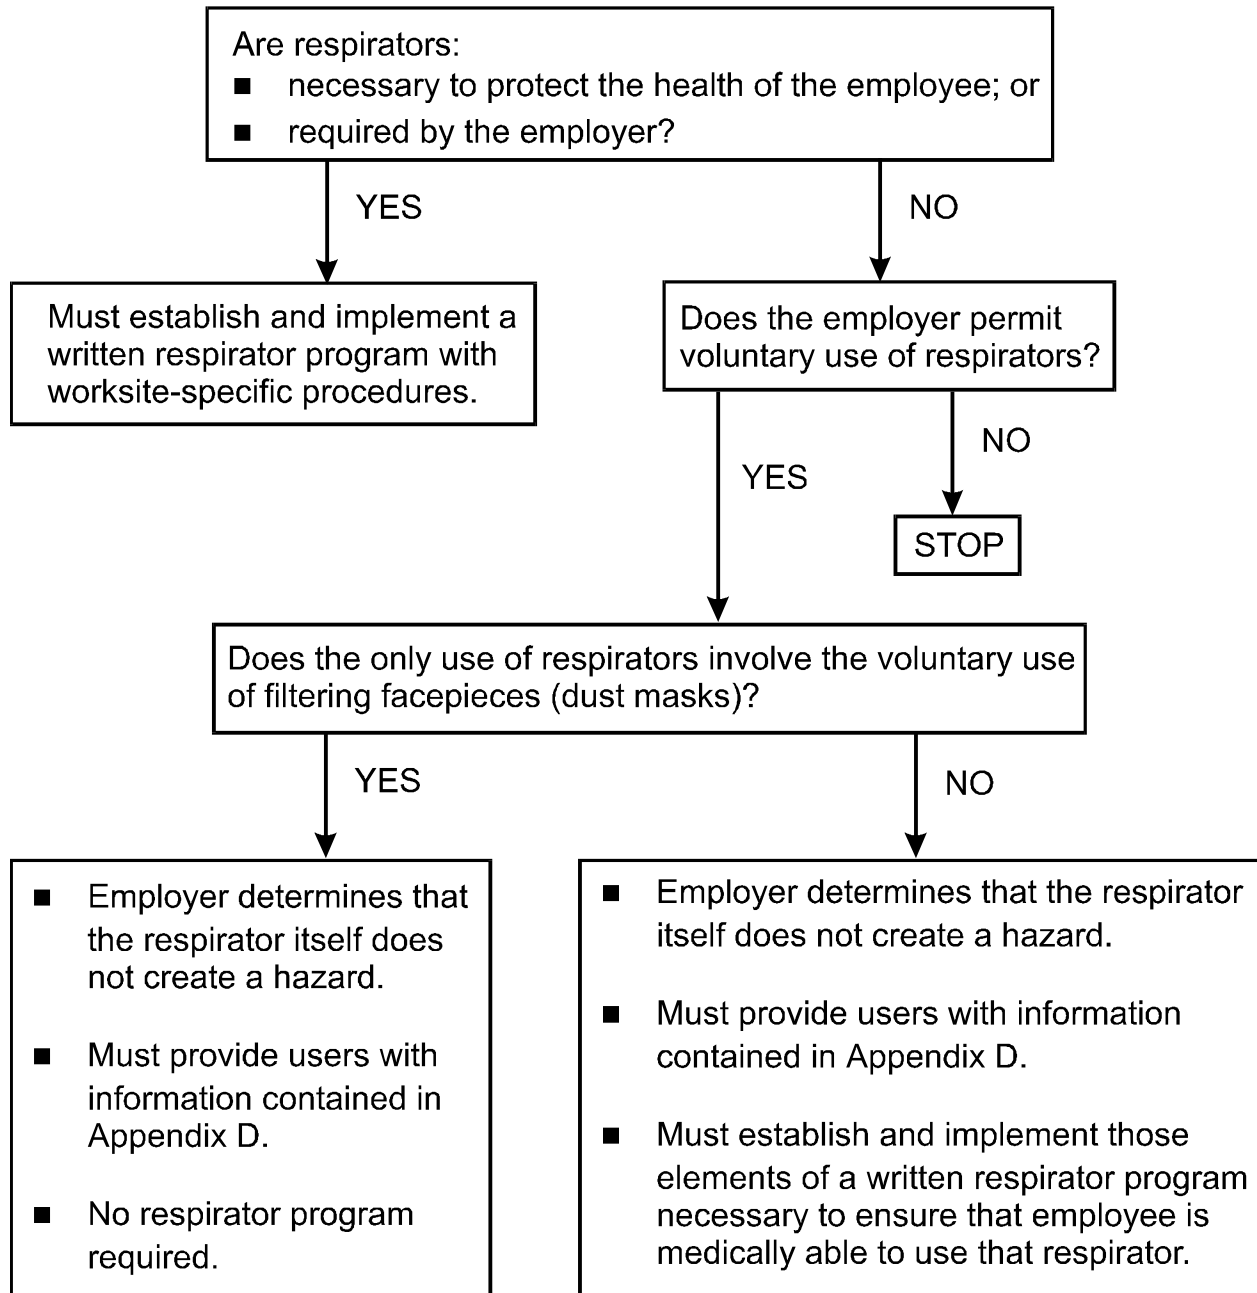 Are respirators:
■ necessary to protect the health of the employee; or
■ required by the employer?
YES
NO
Must establish and implement a
written respirator program with
worksite-specific procedures.
Does the employer permit
voluntary use of respirators?
YES
NO
STOP
Does the only use of respirators involve the voluntary use
of filtering facepieces (dust masks)?
YES
NO
■ Employer determines that
the respirator itself does
not create a hazard.
■ Must provide users with
information contained in
Appendix D.
■ No respirator program
required.
■ Employer determines that the respirator
itself does not create a hazard.
■ Must provide users with information
contained in Appendix D.
■ Must establish and implement those
elements of a written respirator program
necessary to ensure that employee is
medically able to use that respirator.